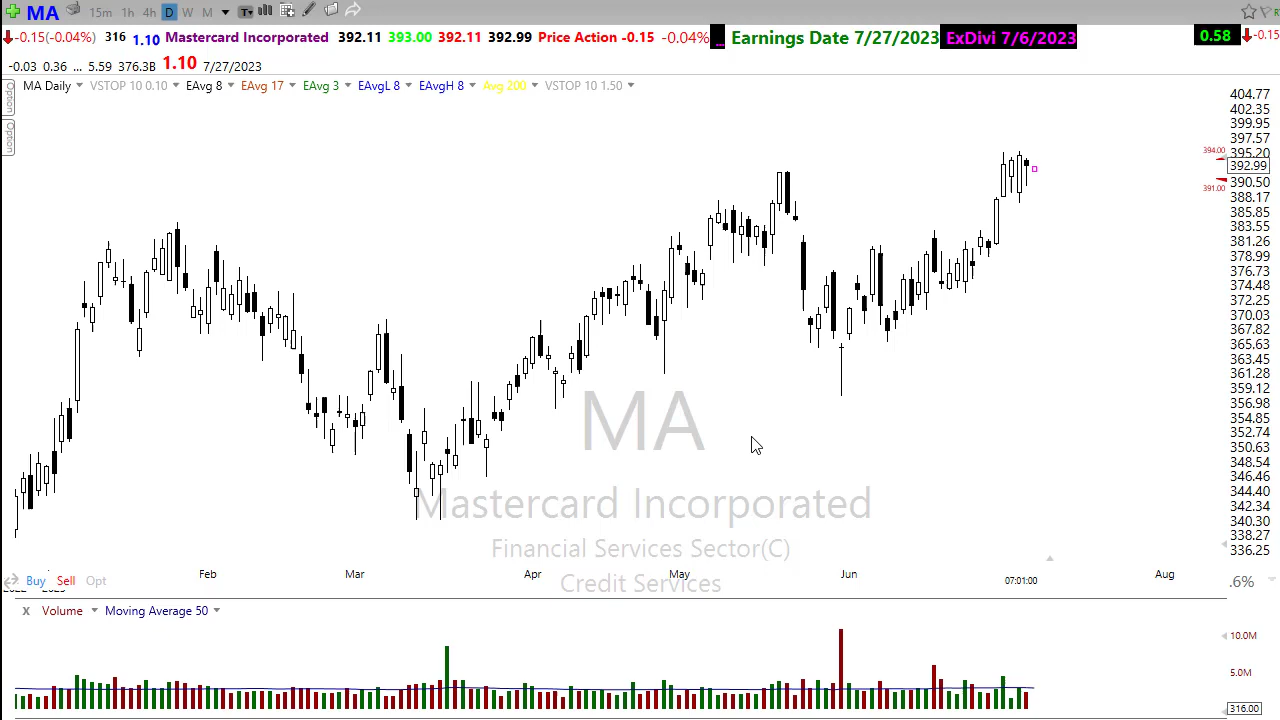 MA 15m 1h 4h D W M T
-0.15(-0.04%) 316 1.10 Mastercard Incorporated 392.11 393.00 392.11 392.99 Price Action -0.15 -0.04% ... Earnings Date 7/27/2023 ExDivi 7/6/2023 0.58 -0.15
-0.03 0.36 ... 5.59 376.3B 1.10 7/27/2023
MA Daily VSTOP 10 0.10 EAvg 8 EAvg 17 EAvg 3 EAvgL 8 EAvgH 8 Avg 200 VSTOP 10 1.50
Option
Option
404.77
402.35
399.95
397.57
394.00 395.20
392.99
390.50
391.00
388.17
385.85
383.55
381.26
378.99
376.73
374.48
372.25
370.03
367.82
365.63
363.45
361.28
359.12
356.98
354.85
352.74
350.63
348.54
346.46
344.40
342.34
340.30
338.27
336.25
MA
Mastercard Incorporated
Financial Services Sector(C)
Credit Services
Feb Mar Apr May Jun 07:01:00 Aug
Buy Sell Opt .6%
X Volume Moving Average 50
10.0M
5.0M
316.00